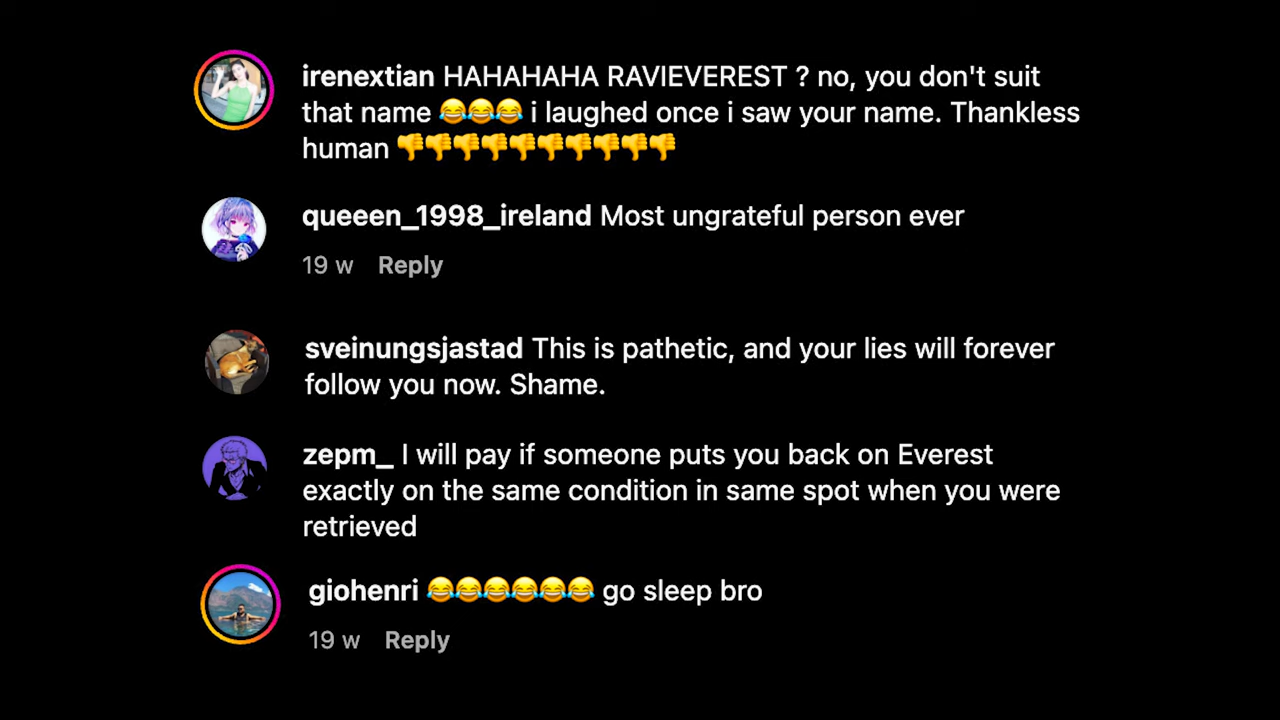 irenextian HAHAHAHA RAVIEVEREST ? no, you don't suit
that name 😂😂😂 i laughed once i saw your name. Thankless
human 👎👎👎👎👎👎👎👎👎👎
queeen_1998_ireland Most ungrateful person ever
19 w Reply
sveinungsjastad This is pathetic, and your lies will forever
follow you now. Shame.
zepm_ I will pay if someone puts you back on Everest
exactly on the same condition in same spot when you were
retrieved
giohenri 😂😂😂😂😂😂 go sleep bro
19 w Reply